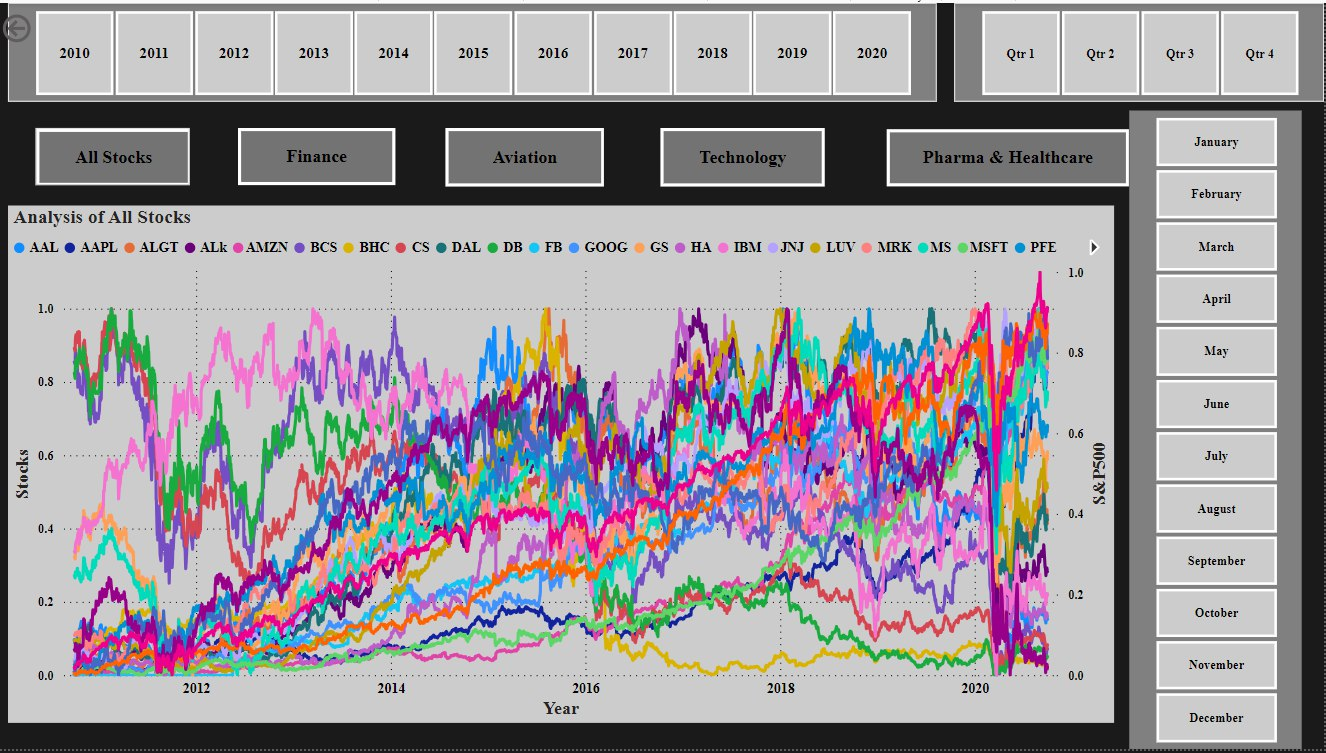 2010 2011 2012 2013 2014 2015 2016 2017 2018 2019 2020 Qtr 1 Qtr 2 Qtr 3 Qtr 4
All Stocks Finance Aviation Technology Pharma & Healthcare
January
February
March
April
May
June
July
August
September
October
November
December
Analysis of All Stocks
AAL AAPL ALGT ALk AMZN BCS BHC CS DAL DB FB GOOG GS HA IBM JNJ LUV MRK MS MSFT PFE
1.0
0.8
0.6
0.4
0.2
0.0
Stocks
1.0
0.8
0.6
0.4
0.2
0.0
S&P500
2012 2014 2016 2018 2020
Year